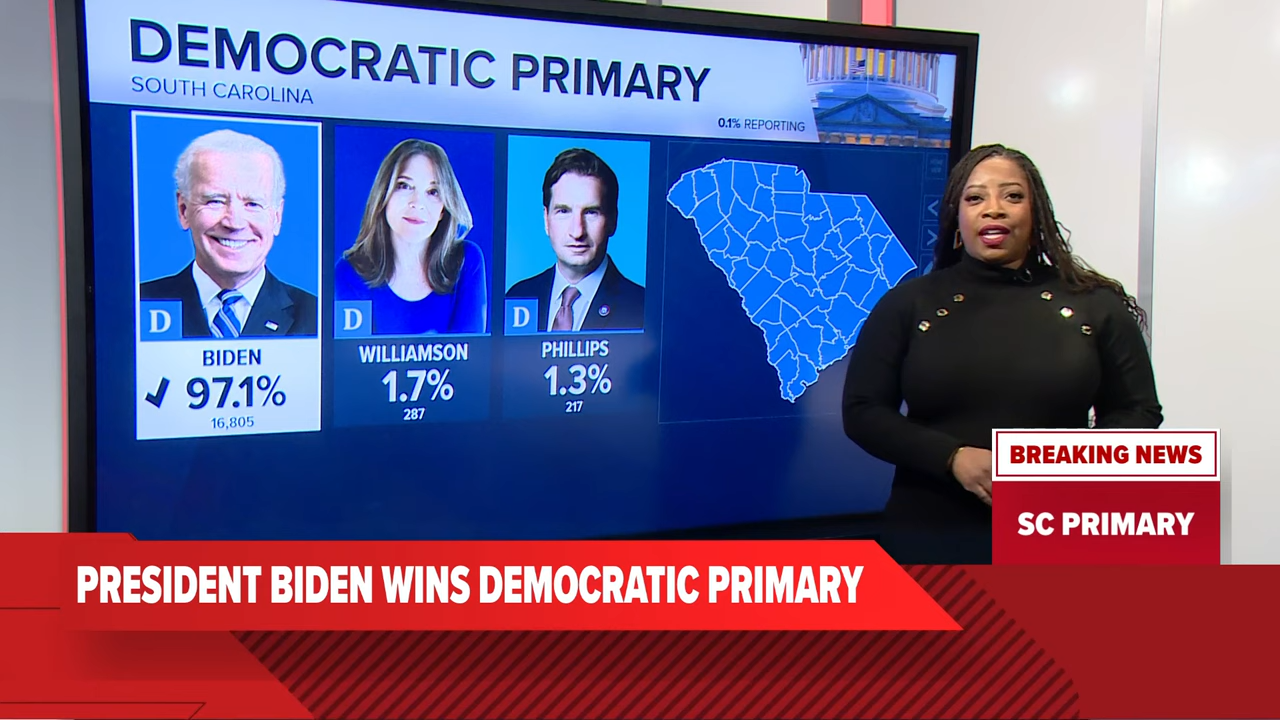 DEMOCRATIC PRIMARY
SOUTH CAROLINA
0.1% REPORTING
D
D
D
BIDEN
WILLIAMSON
PHILLIPS
✓ 97.1%
1.7%
1.3%
16,805
287
217
BREAKING NEWS
SC PRIMARY
PRESIDENT BIDEN WINS DEMOCRATIC PRIMARY